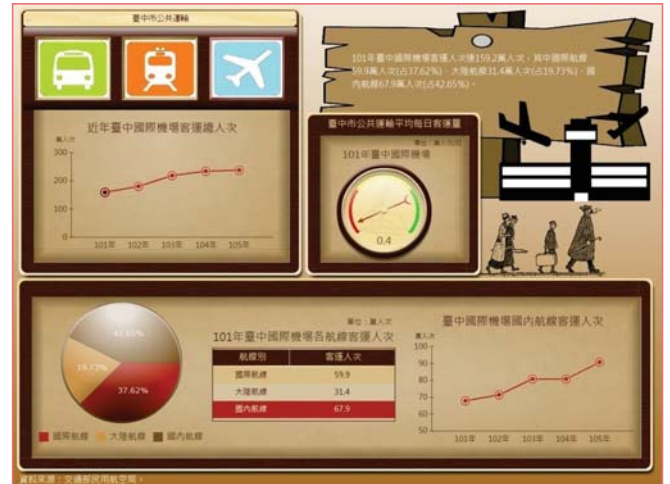 臺中市公共運輸
101年臺中國際機場客運人次達159.2萬人次，其中國際航線
59.9萬人次(占37.62%)、大陸航線31.4萬人次(占19.73%)、國
內航線67.9萬人次(占42.65%)。
近年臺中國際機場客運總人次
萬人次
300
200
100
0
101年 102年 103年 104年 105年
臺中市公共運輸平均每日客運量
單位：萬人次/日
101年臺中國際機場
0.4
42.65%
19.73%
37.62%
國際航線 大陸航線 國內航線
單位：萬人次
101年臺中國際機場各航線客運人次
航線別 客運人次
國際航線 59.9
大陸航線 31.4
國內航線 67.9
臺中國際機場國內航線客運人次
萬人次
100
90
80
70
60
50
101年 102年 103年 104年 105年
資料來源：交通部民用航空局。